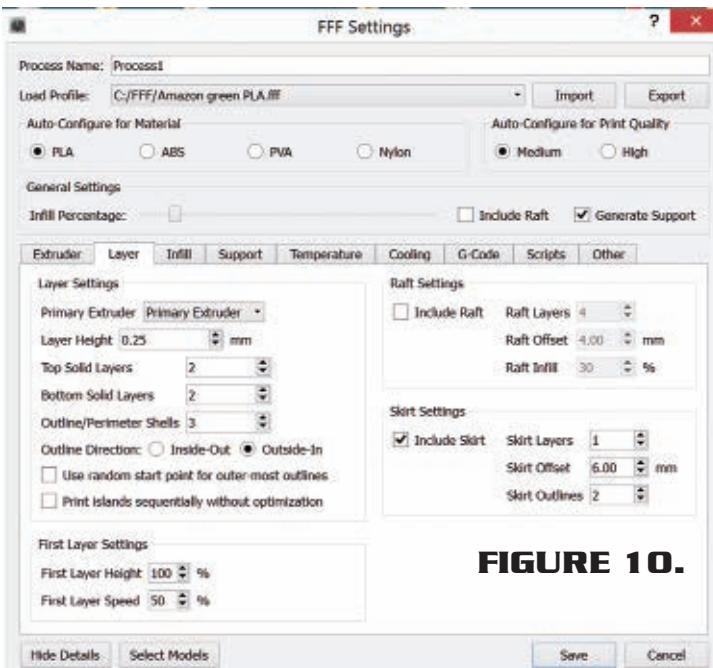 FFF Settings
?
Process Name: Process1
Load Profile: C:/FFF/Amazon green PLA.fff Import Export
Auto-Configure for Material
PLA ABS PVA Nylon
Auto-Configure for Print Quality
Medium High
General Settings
Infill Percentage: Include Raft Generate Support
Extruder Layer Infill Support Temperature Cooling G-Code Scripts Other
Layer Settings
Primary Extruder Primary Extruder
Layer Height 0.25 mm
Top Solid Layers 2
Bottom Solid Layers 2
Outline/Perimeter Shells 3
Outline Direction: Inside-Out Outside-In
Use random start point for outer-most outlines
Print islands sequentially without optimization
First Layer Settings
First Layer Height 100 %
First Layer Speed 50 %
Raft Settings
Include Raft Raft Layers 4
Raft Offset 4.00 mm
Raft Infill 30 %
Skirt Settings
Include Skirt Skirt Layers 1
Skirt Offset 6.00 mm
Skirt Outlines 2
FIGURE 10.
Hide Details Select Models Save Cancel